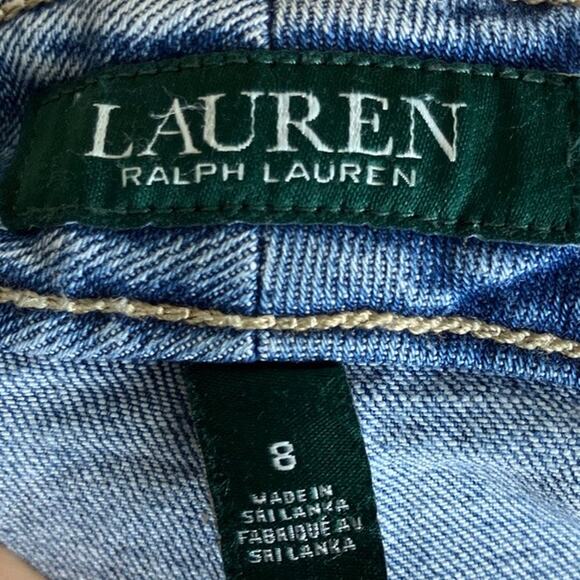 LAUREN
RALPH LAUREN
8
MADE IN
SRI LANKA
FABRIQUÉ AU
SRI LANKA